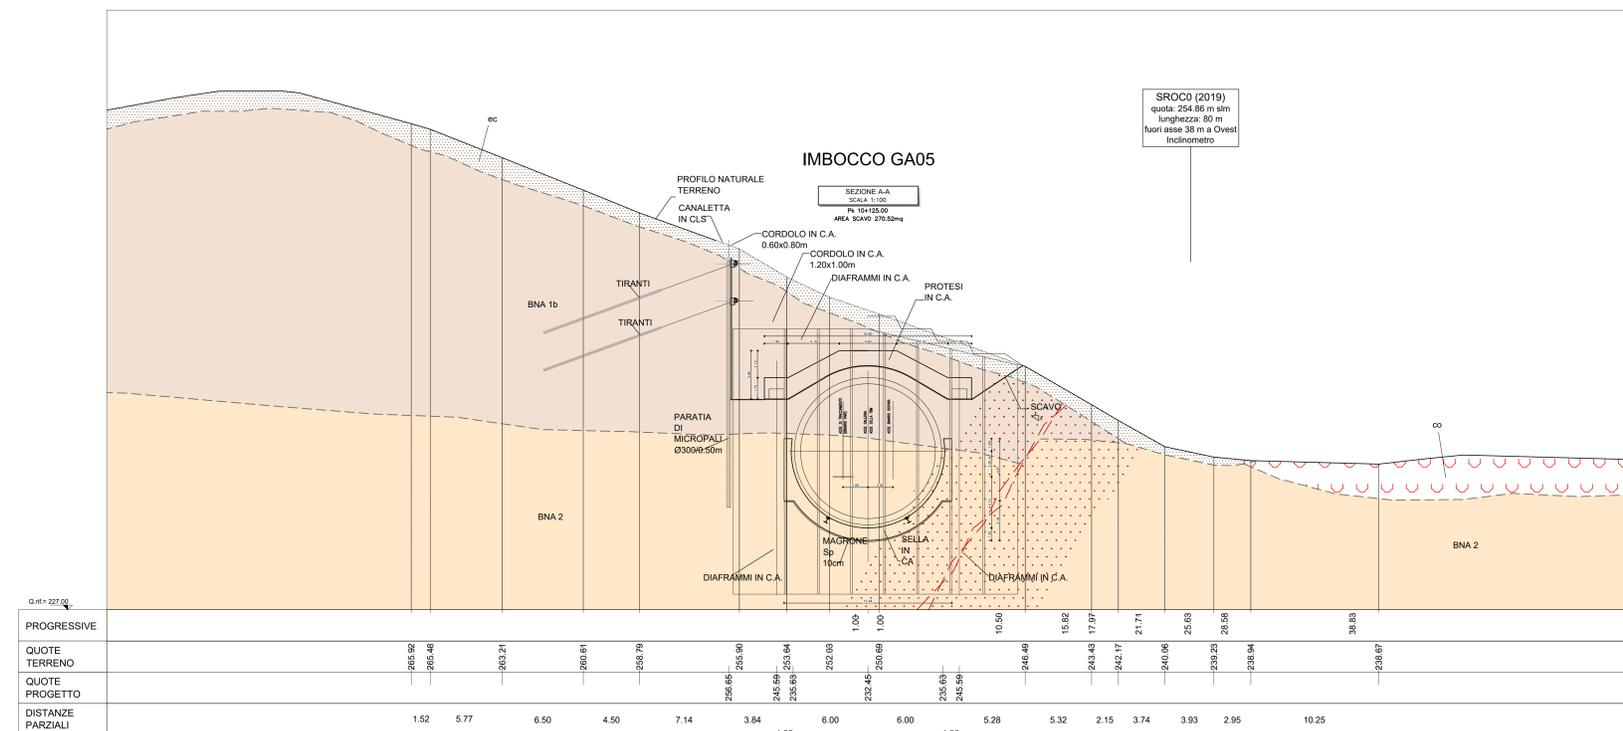 SROC0 (2019)
quota: 254.86 m slm
lunghezza: 80 m
fuori asse 38 m a Ovest
Inclinometro
ec
IMBOCCO GA05
PROFILO NATURALE
TERRENO
SEZIONE A-A
SCALA 1:100
Pk 10+125.00
AREA SCAVO 270.52mq
CANALETTA
IN CLS
CORDOLO IN C.A.
0.60x0.80m
CORDOLO IN C.A.
1.20x1.00m
DIAFRAMMI IN C.A.
TIRANTI
PROTESI
IN C.A.
BNA 1b
TIRANTI
SCAVO
PARATIA
DI
MICROPALI
Ø300/0.50m
co
BNA 2
MAGRONE
Sp
10cm
SELLA
IN
CA
BNA 2
DIAFRAMMI IN C.A.
DIAFRAMMI IN C.A.
Q.rif.= 227.00
PROGRESSIVE
1.00 1.00 10.50 15.82 17.97 21.71 25.63 28.58 38.83
QUOTE
TERRENO
265.92 265.48 263.21 260.61 258.79 255.90 253.64 252.03 250.69 246.49 243.43 242.17 240.06 239.23 238.94 238.67
QUOTE
PROGETTO
256.65 245.59 235.63 232.45 235.63 245.59
DISTANZE
PARZIALI
1.52 5.77 6.50 4.50 7.14 3.84 6.00 6.00 5.28 5.32 2.15 3.74 3.93 2.95 10.25